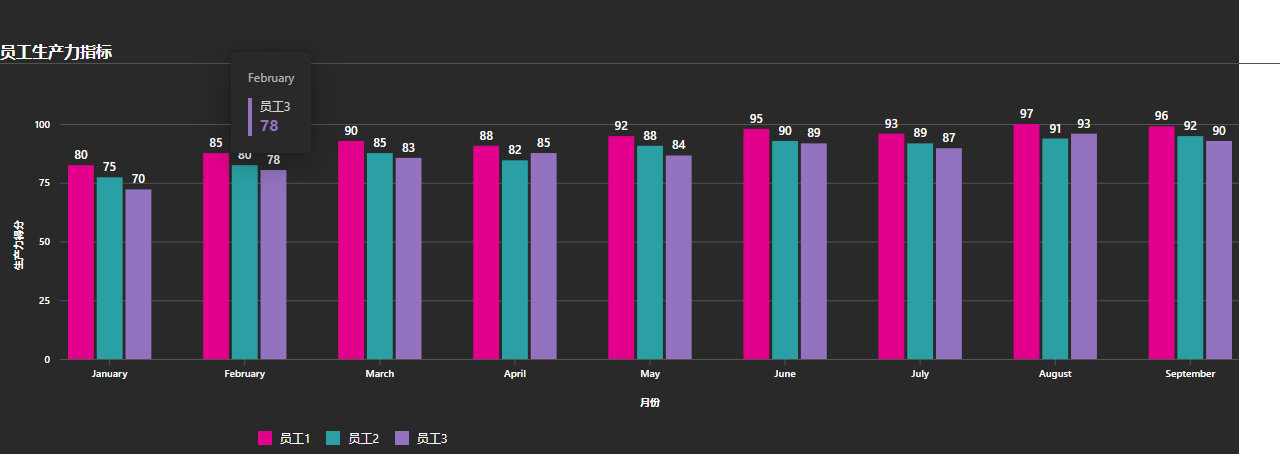 员工生产力指标
February
员工3
78
100
75
50
25
0
生产力得分
80 75 70
85 80 78
90 85 83
88 82 85
92 88 84
95 90 89
93 89 87
97 91 93
96 92 90
January February March April May June July August September
月份
员工1 员工2 员工3